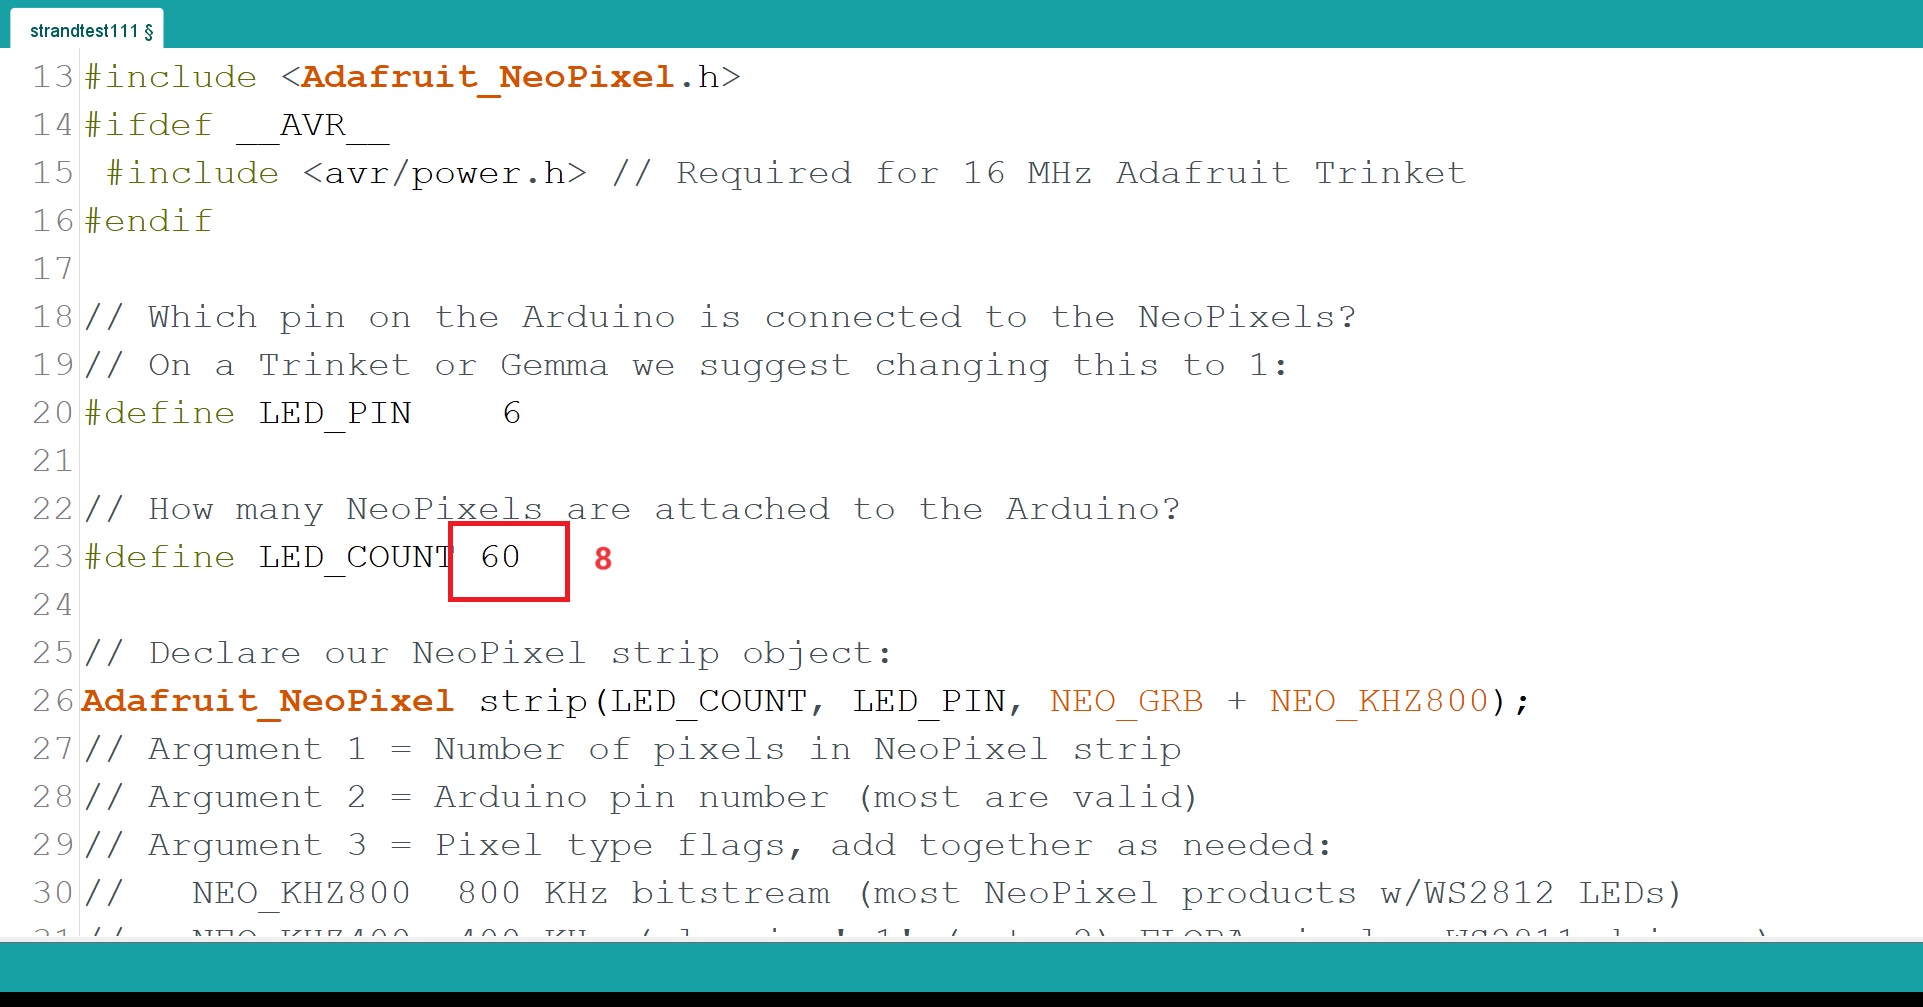 strandtest111 §
13 #include <Adafruit_NeoPixel.h>
14 #ifdef __AVR__
15  #include <avr/power.h> // Required for 16 MHz Adafruit Trinket
16 #endif
17
18 // Which pin on the Arduino is connected to the NeoPixels?
19 // On a Trinket or Gemma we suggest changing this to 1:
20 #define LED_PIN    6
21
22 // How many NeoPixels are attached to the Arduino?
23 #define LED_COUNT 60 8
24
25 // Declare our NeoPixel strip object:
26 Adafruit_NeoPixel strip(LED_COUNT, LED_PIN, NEO_GRB + NEO_KHZ800);
27 // Argument 1 = Number of pixels in NeoPixel strip
28 // Argument 2 = Arduino pin number (most are valid)
29 // Argument 3 = Pixel type flags, add together as needed:
30 //   NEO_KHZ800  800 KHz bitstream (most NeoPixel products w/WS2812 LEDs)
31 //   NEO_KHZ400  400 KHz